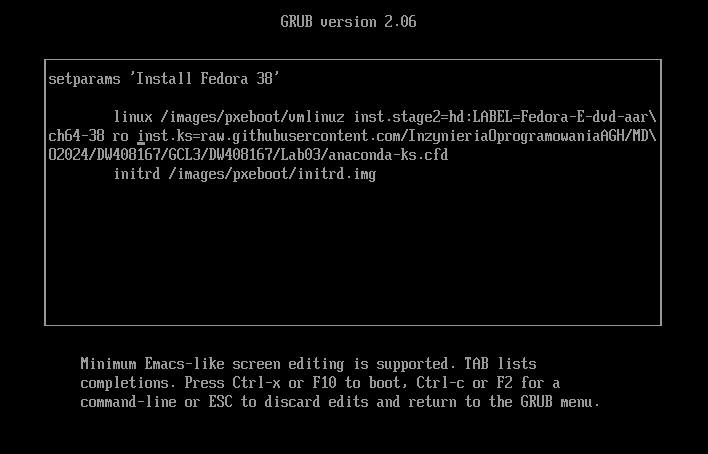 GRUB version 2.06
setparams 'Install Fedora 38'
linux /images/pxeboot/vmlinuz inst.stage2=hd:LABEL=Fedora-E-dvd-aar\
ch64-38 ro inst.ks=raw.githubusercontent.com/InzynieriaOprogramowaniaAGH/MD\
O2024/DW408167/GCL3/DW408167/Lab03/anaconda-ks.cfd
initrd /images/pxeboot/initrd.img
Minimum Emacs-like screen editing is supported. TAB lists
completions. Press Ctrl-x or F10 to boot, Ctrl-c or F2 for a
command-line or ESC to discard edits and return to the GRUB menu.